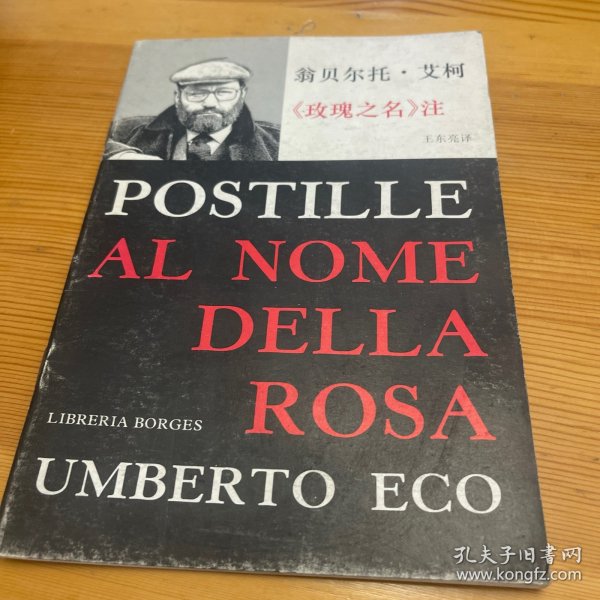 翁贝尔托·艾柯
《玫瑰之名》注
王东亮译
POSTILLE
AL NOME
DELLA
ROSA
LIBRERIA BORGES
UMBERTO ECO
孔夫子旧书网
www.kongfz.com